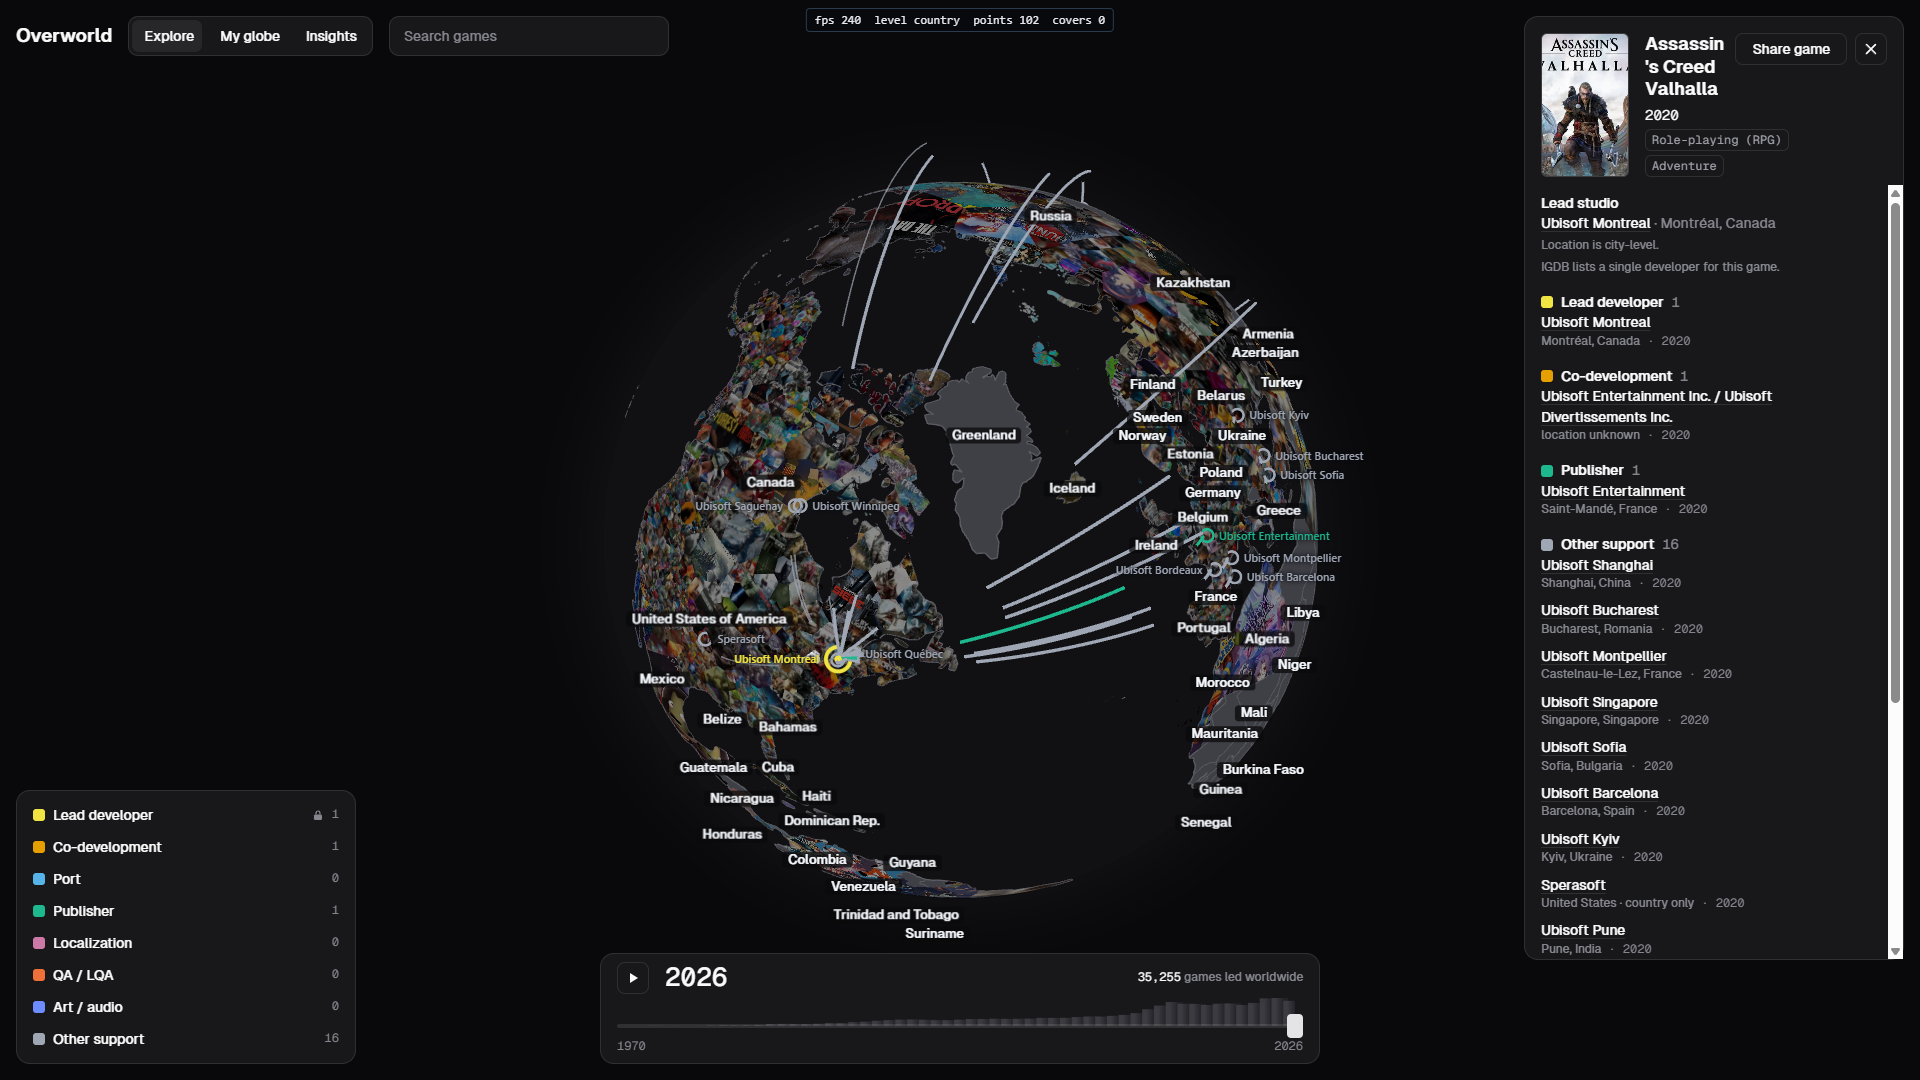 Overworld
Explore
My globe
Insights
Search games
fps 240 level country points 102 covers 0
ASSASSIN'S
CREED
VALHALLA
Assassin
's Creed
Valhalla
Share game
2020
Role-playing (RPG)
Adventure
Lead studio
Ubisoft Montreal · Montréal, Canada
Location is city-level.
IGDB lists a single developer for this game.
Lead developer 1
Ubisoft Montreal
Montréal, Canada · 2020
Co-development 1
Ubisoft Entertainment Inc. / Ubisoft
Divertissements Inc.
location unknown · 2020
Publisher 1
Ubisoft Entertainment
Saint-Mandé, France · 2020
Other support 16
Ubisoft Shanghai
Shanghai, China · 2020
Ubisoft Bucharest
Bucharest, Romania · 2020
Ubisoft Montpellier
Castelnau-le-Lez, France · 2020
Ubisoft Singapore
Singapore, Singapore · 2020
Ubisoft Sofia
Sofia, Bulgaria · 2020
Ubisoft Barcelona
Barcelona, Spain · 2020
Ubisoft Kyiv
Kyiv, Ukraine · 2020
Sperasoft
United States · country only · 2020
Ubisoft Pune
Pune, India · 2020
Russia
Kazakhstan
Armenia
Azerbaijan
Finland
Turkey
Belarus
Sweden
Ubisoft Kyiv
Norway
Ukraine
Greenland
Estonia
Ubisoft Bucharest
Poland
Ubisoft Sofia
Canada
Iceland
Germany
Ubisoft Saguenay
Ubisoft Winnipeg
Belgium
Greece
Ubisoft Entertainment
Ireland
Ubisoft Montpellier
Ubisoft Bordeaux
Ubisoft Barcelona
France
Libya
United States of America
Portugal
Algeria
Sperasoft
Ubisoft Montreal
Ubisoft Québec
Niger
Mexico
Morocco
Belize
Bahamas
Mali
Mauritania
Guatemala
Cuba
Burkina Faso
Nicaragua
Haiti
Guinea
Dominican Rep.
Honduras
Senegal
Colombia
Guyana
Venezuela
Trinidad and Tobago
Suriname
Lead developer 1
Co-development 1
Port 0
Publisher 1
Localization 0
QA / LQA 0
Art / audio 0
Other support 16
2026
35,255 games led worldwide
1970
2026